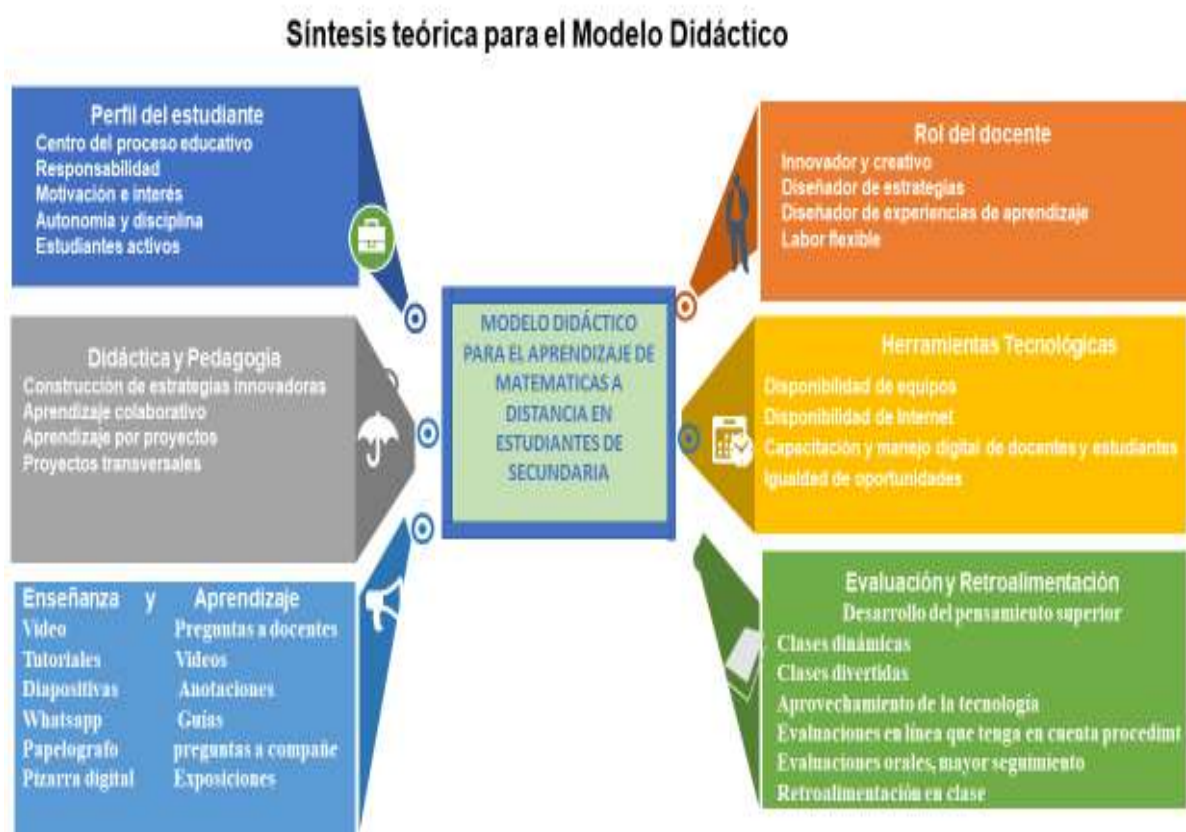 Síntesis teórica para el Modelo Didáctico
Perfil del estudiante
Centro del proceso educativo
Responsabilidad
Motivación e interés
Autonomía y disciplina
Estudiantes activos
Didáctica y Pedagogía
Construcción de estrategias innovadoras
Aprendizaje colaborativo
Aprendizaje por proyectos
Proyectos transversales
Enseñanza y Aprendizaje
Video Preguntas a docentes
Tutoriales Videos
Diapositivas Anotaciones
Whatsapp Guías
Papelografo preguntas a compañe
Pizarra digital Exposiciones
MODELO DIDÁCTICO
PARA EL APRENDIZAJE DE
MATEMATICAS A
DISTANCIA EN
ESTUDIANTES DE
SECUNDARIA
Rol del docente
Innovador y creativo
Diseñador de estrategias
Diseñador de experiencias de aprendizaje
Labor flexible
Herramientas Tecnológicas
Disponibilidad de equipos
Disponibilidad de Internet
Capacitación y manejo digital de docentes y estudiantes
Igualdad de oportunidades
Evaluación y Retroalimentación
Desarrollo del pensamiento superior
Clases dinámicas
Clases divertidas
Aprovechamiento de la tecnología
Evaluaciones en línea que tenga en cuenta procedimt
Evaluaciones orales, mayor seguimiento
Retroalimentación en clase